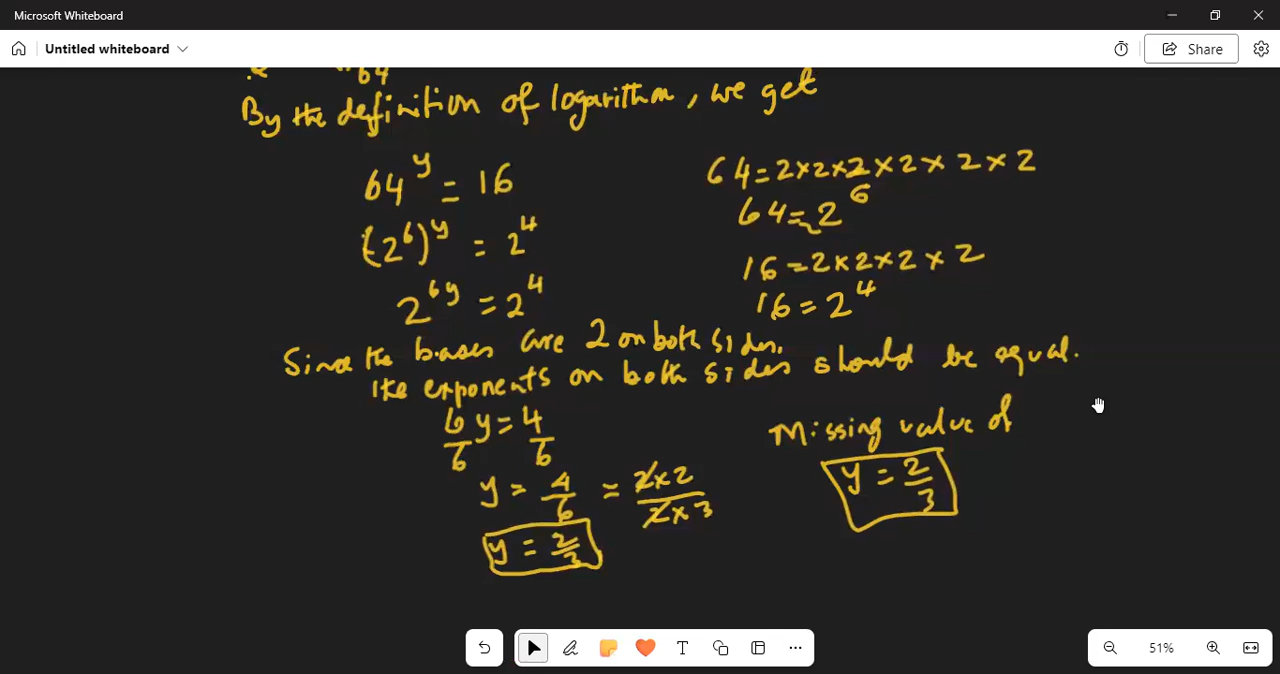 Microsoft Whiteboard
Untitled whiteboard
Share
64
By the definition of logarithm, we get
64^y = 16
(2^6)^y = 2^4
2^6y = 2^4
64=2×2×2×2×2×2
64=2^6
16=2×2×2×2
16=2^4
Since the bases are 2 on both sides,
the exponents on both sides should be equal.
6/6 y = 4/6
y = 4/6 = 2×2/2×3
y = 2/3
Missing value of
y = 2/3
T
51%